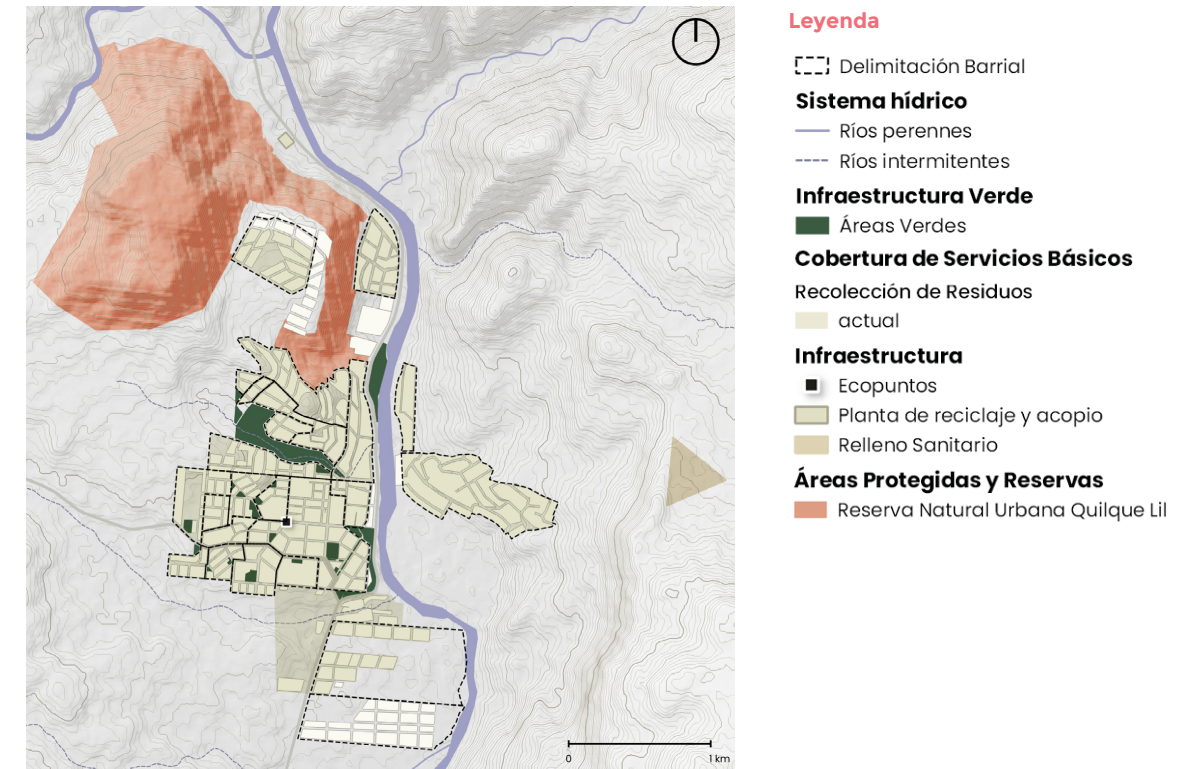 Leyenda
Delimitación Barrial
Sistema hídrico
Ríos perennes
Ríos intermitentes
Infraestructura Verde
Áreas Verdes
Cobertura de Servicios Básicos
Recolección de Residuos
actual
Infraestructura
Ecopuntos
Planta de reciclaje y acopio
Relleno Sanitario
Áreas Protegidas y Reservas
Reserva Natural Urbana Quilque Lil
0
1 km